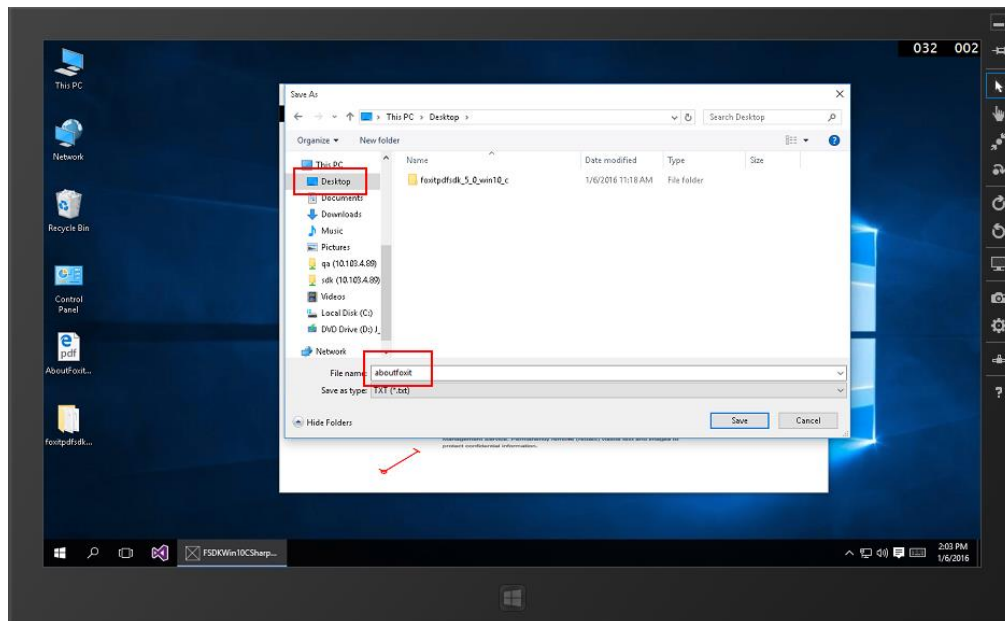 032 002
This PC
Network
Recycle Bin
Control
Panel
pdf
AboutFoxit...
foxitpdfsdk...
Save As
This PC > Desktop >
Search Desktop
Organize
New folder
Name
Date modified
Type
Size
This PC
Desktop
Documents
Downloads
Music
Pictures
qa (10.103.4.89)
sdk (10.103.4.89)
Videos
Local Disk (C:)
DVD Drive (D:) J_
Network
foxitpdfsdk_5_0_win10_c
1/6/2016 11:18 AM
File folder
File name: aboutfoxit
Save as type: TXT (*.txt)
Hide Folders
Save
Cancel
protect confidential information.
FSDKWin10CSharp...
2:03 PM
1/6/2016